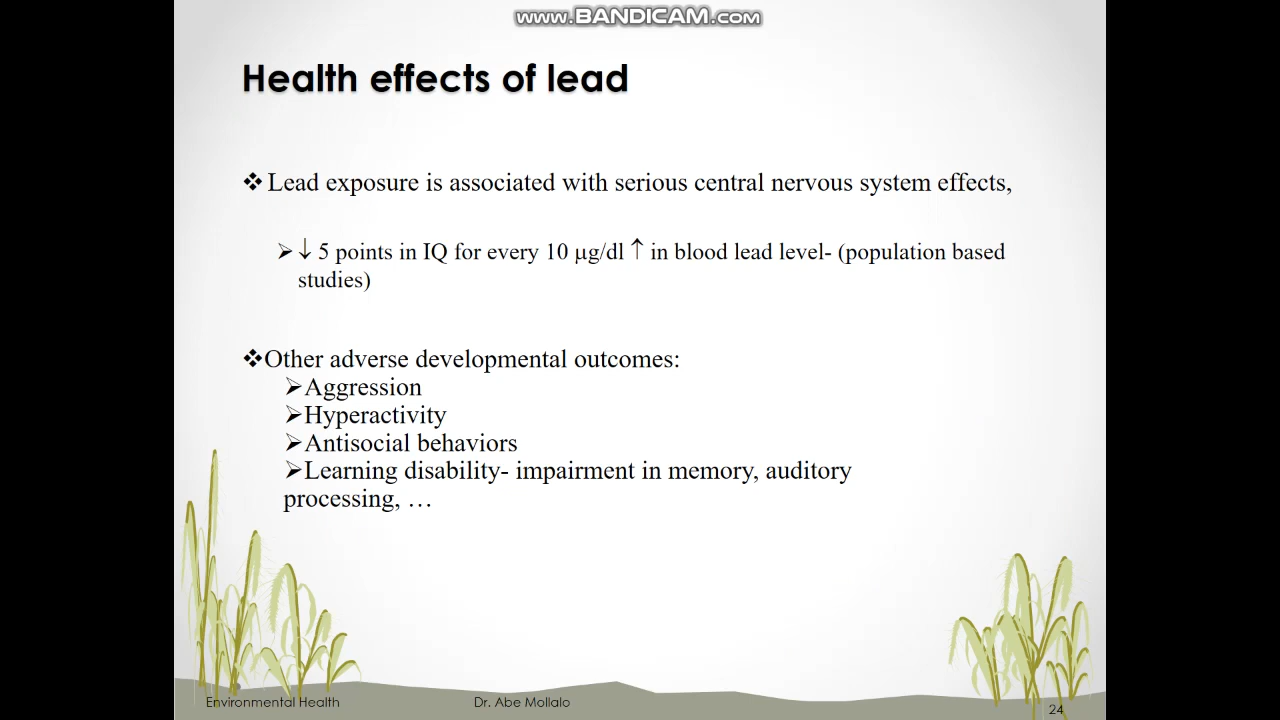 www.BANDICAM.com
Health effects of lead
❖ Lead exposure is associated with serious central nervous system effects,
➢ ↓ 5 points in IQ for every 10 µg/dl ↑ in blood lead level- (population based
studies)
❖Other adverse developmental outcomes:
➢Aggression
➢Hyperactivity
➢Antisocial behaviors
➢Learning disability- impairment in memory, auditory
processing, …
Environmental Health
Dr. Abe Mollalo
24